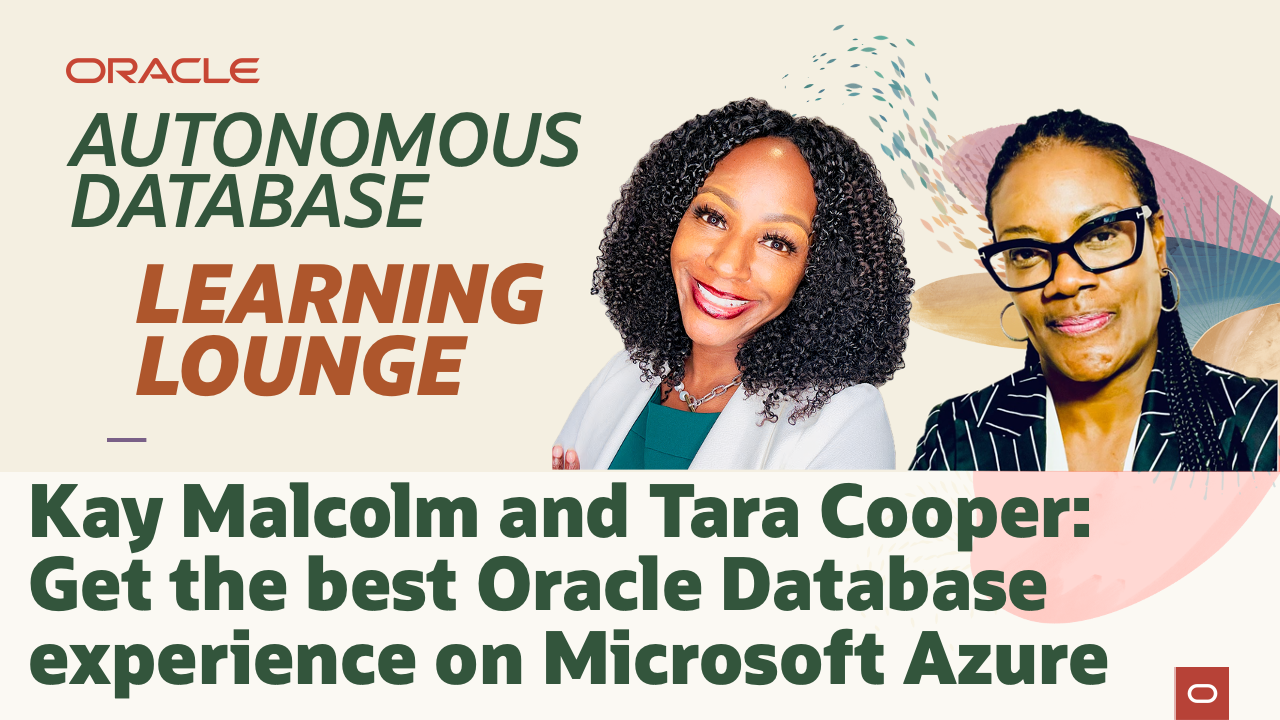 ORACLE
AUTONOMOUS
DATABASE
LEARNING
LOUNGE
Kay Malcolm and Tara Cooper:
Get the best Oracle Database
experience on Microsoft Azure